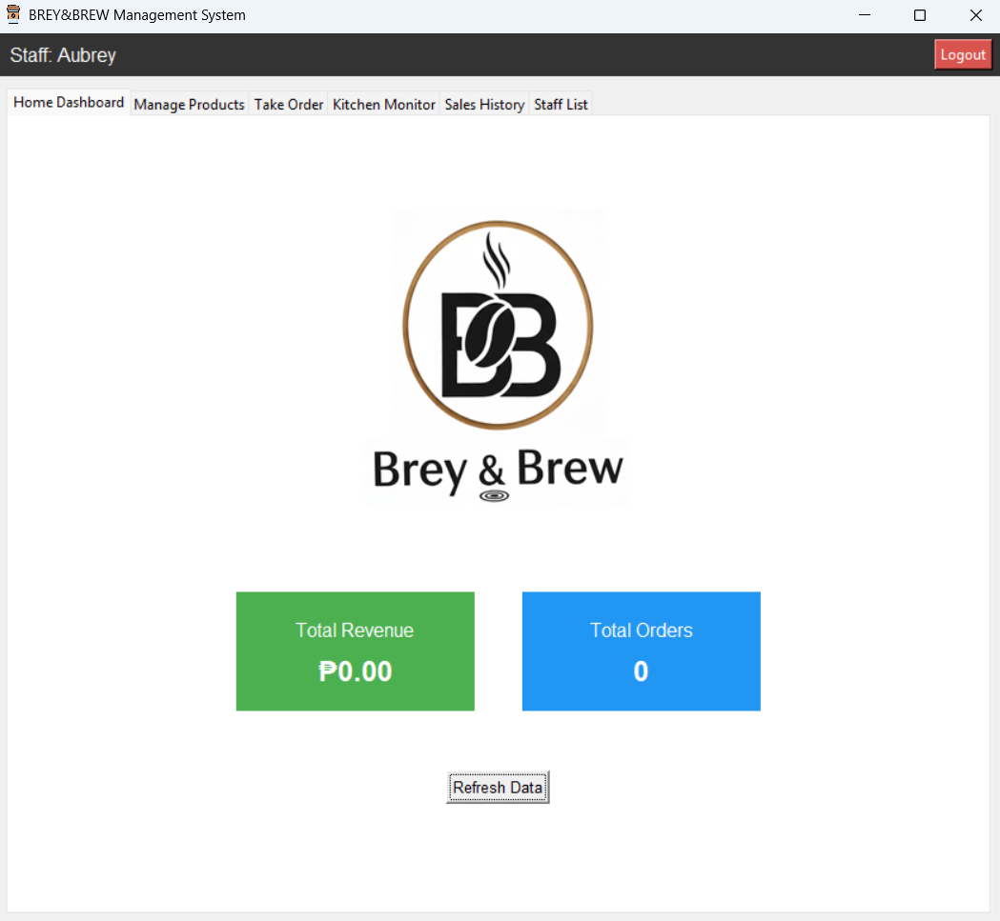 BREY&BREW Management System
Staff: Aubrey
Logout
Home Dashboard Manage Products Take Order Kitchen Monitor Sales History Staff List
BB
Brey & Brew
Total Revenue
₱0.00
Total Orders
0
Refresh Data